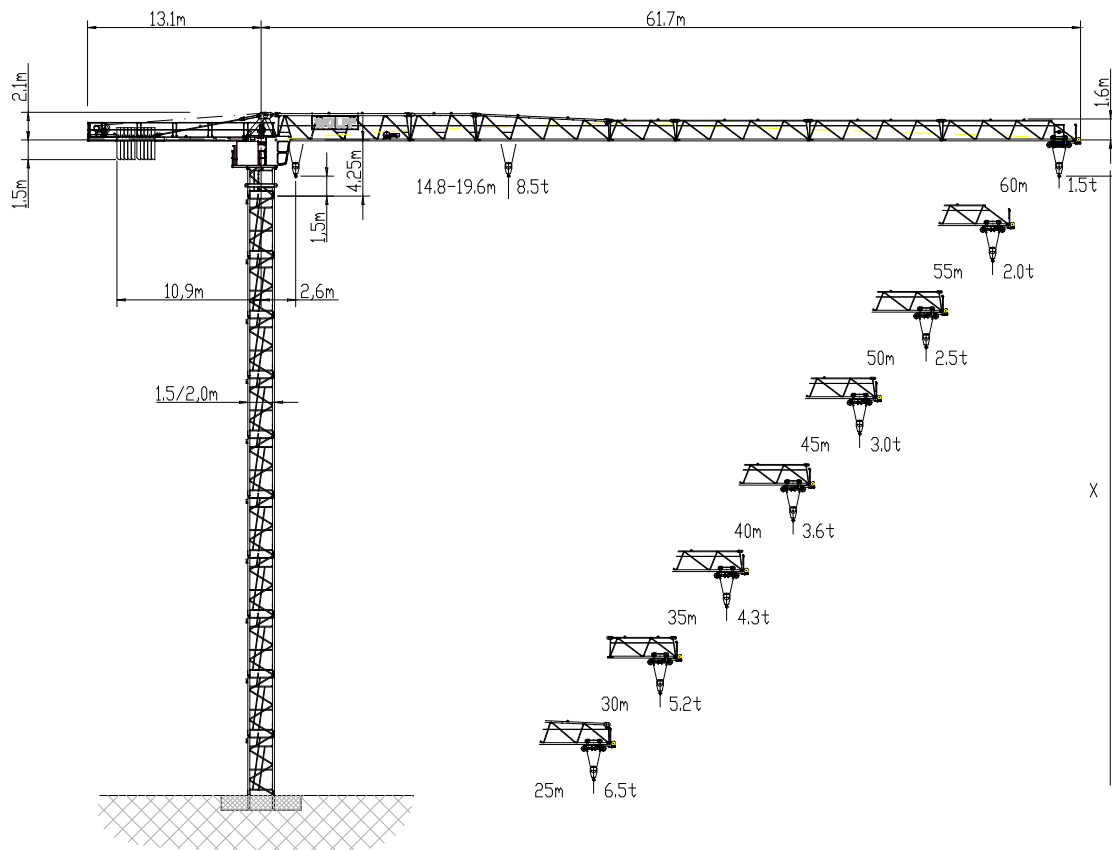 13.1m
61.7m
2.1m
1.6m
1.5m
4.25m
14.8-19.6m 8.5t
60m 1.5t
1,5m
55m 2.0t
10,9m
2,6m
50m 2.5t
1.5/2,0m
45m 3.0t
X
40m 3.6t
35m 4.3t
30m 5.2t
25m 6.5t